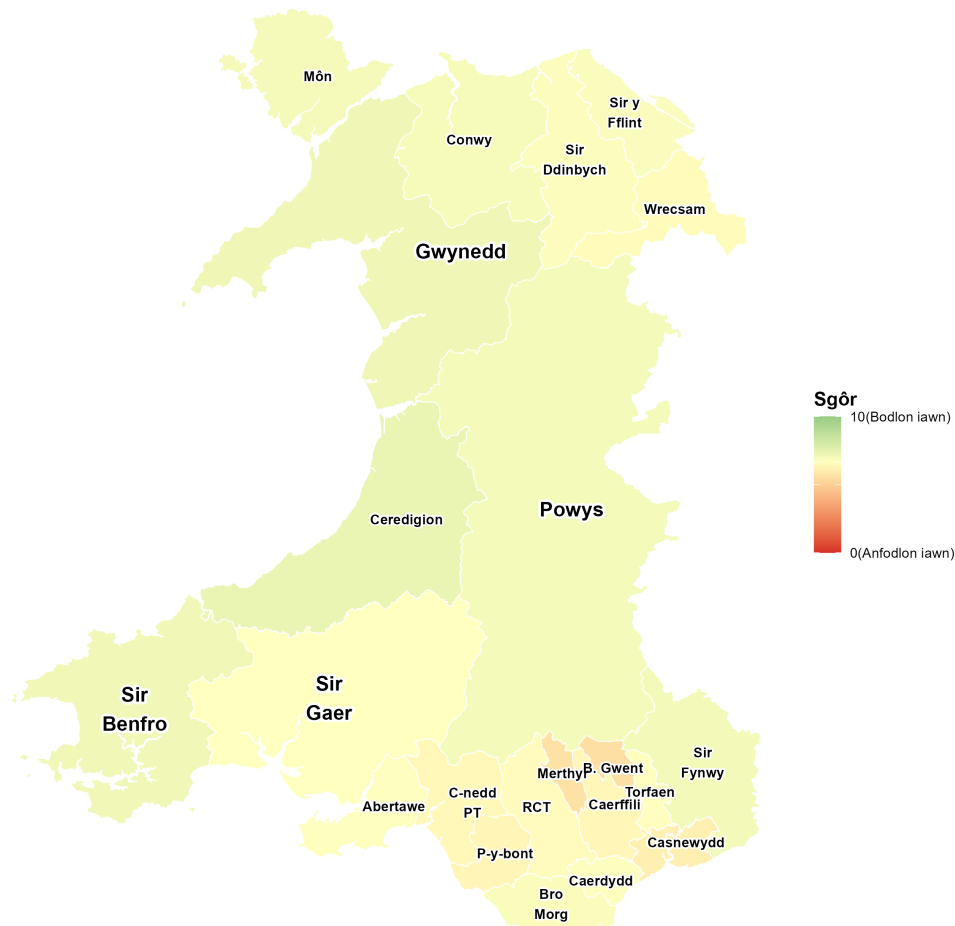 Môn
Sir y
Fflint
Conwy
Sir
Ddinbych
Wrecsam
Gwynedd
Sgôr
10(Bodlon iawn)
0(Anfodlon iawn)
Powys
Ceredigion
Sir
Gaer
Sir
Benfro
Sir
Fynwy
Merthyr
B. Gwent
Torfaen
C-nedd
PT
Abertawe
RCT
Caerffili
Casnewydd
P-y-bont
Caerdydd
Bro
Morg